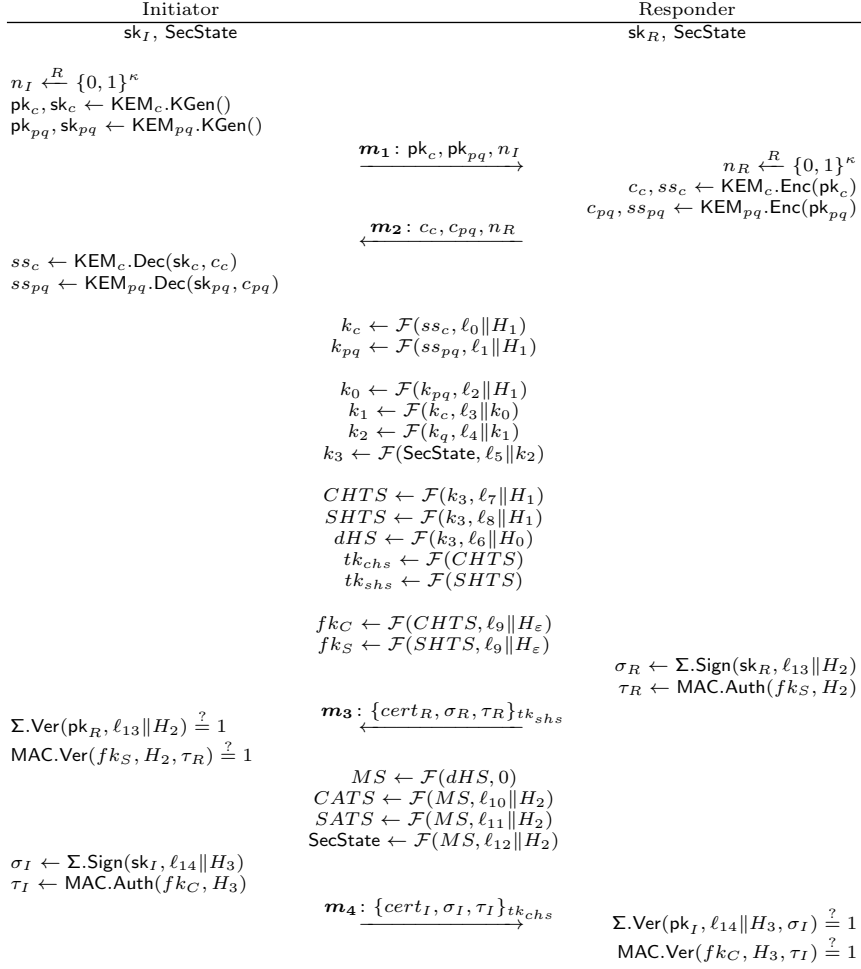 Initiator Responder
sk_I, SecState sk_R, SecState
n_I ←^R {0, 1}^κ
pk_c, sk_c ← KEM_c.KGen()
pk_pq, sk_pq ← KEM_pq.KGen()
m_1: pk_c, pk_pq, n_I
n_R ←^R {0, 1}^κ
c_c, ss_c ← KEM_c.Enc(pk_c)
c_pq, ss_pq ← KEM_pq.Enc(pk_pq)
m_2: c_c, c_pq, n_R
ss_c ← KEM_c.Dec(sk_c, c_c)
ss_pq ← KEM_pq.Dec(sk_pq, c_pq)
k_c ← F(ss_c, ℓ_0‖H_1)
k_pq ← F(ss_pq, ℓ_1‖H_1)
k_0 ← F(k_pq, ℓ_2‖H_1)
k_1 ← F(k_c, ℓ_3‖k_0)
k_2 ← F(k_q, ℓ_4‖k_1)
k_3 ← F(SecState, ℓ_5‖k_2)
CHTS ← F(k_3, ℓ_7‖H_1)
SHTS ← F(k_3, ℓ_8‖H_1)
dHS ← F(k_3, ℓ_6‖H_0)
tk_chs ← F(CHTS)
tk_shs ← F(SHTS)
fk_C ← F(CHTS, ℓ_9‖H_ε)
fk_S ← F(SHTS, ℓ_9‖H_ε)
σ_R ← Σ.Sign(sk_R, ℓ_13‖H_2)
τ_R ← MAC.Auth(fk_S, H_2)
m_3: {cert_R, σ_R, τ_R}_tk_shs
Σ.Ver(pk_R, ℓ_13‖H_2) ≟ 1
MAC.Ver(fk_S, H_2, τ_R) ≟ 1
MS ← F(dHS, 0)
CATS ← F(MS, ℓ_10‖H_2)
SATS ← F(MS, ℓ_11‖H_2)
SecState ← F(MS, ℓ_12‖H_2)
σ_I ← Σ.Sign(sk_I, ℓ_14‖H_3)
τ_I ← MAC.Auth(fk_C, H_3)
m_4: {cert_I, σ_I, τ_I}_tk_chs
Σ.Ver(pk_I, ℓ_14‖H_3, σ_I) ≟ 1
MAC.Ver(fk_C, H_3, τ_I) ≟ 1